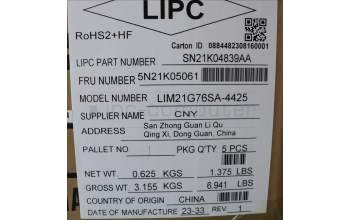 LIPC
RoHS2+HF
Carton ID 0884482308160001
LIPC PART NUMBER SN21K04839AA
FRU NUMBER 5N21K05061
MODEL NUMBER LIM21G76SA-4425
SUPPLIER NAME CNY
ADDRESS San Zhong Guan Li Qu
Qing Xi, Dong Guan, China
PALLET NO 1 PKG Q'TY 5 PCS
NET WT. 0.625 KGS 1.375 LBS
GROSS WT. 3.155 KGS 6.941 LBS
COUNTRY OF ORIGIN CHINA
DATE OF MANUFACTURE 23-33 REV 1